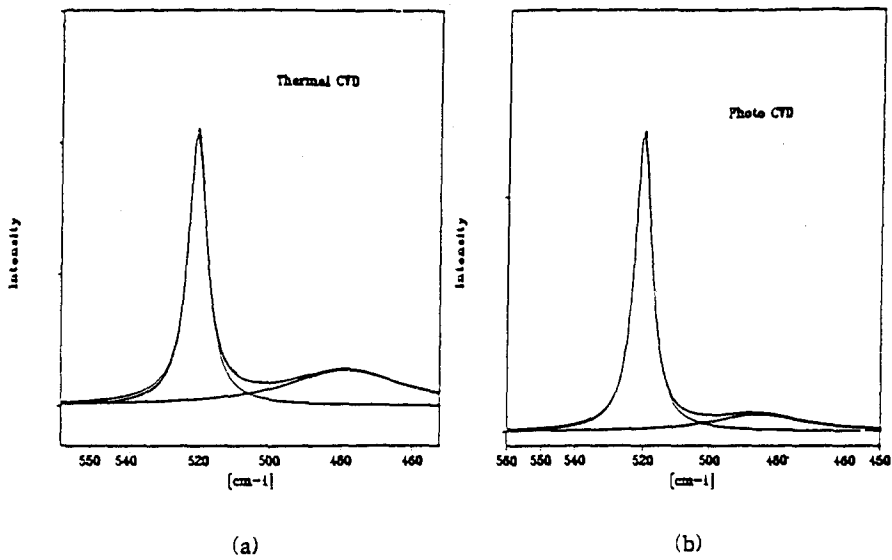 Thermal CVD
Intensity
550 540 520 500 480 460
[cm-1]
(a)
Photo CVD
Intensity
560 550 540 520 500 480 460 450
[cm-1]
(b)